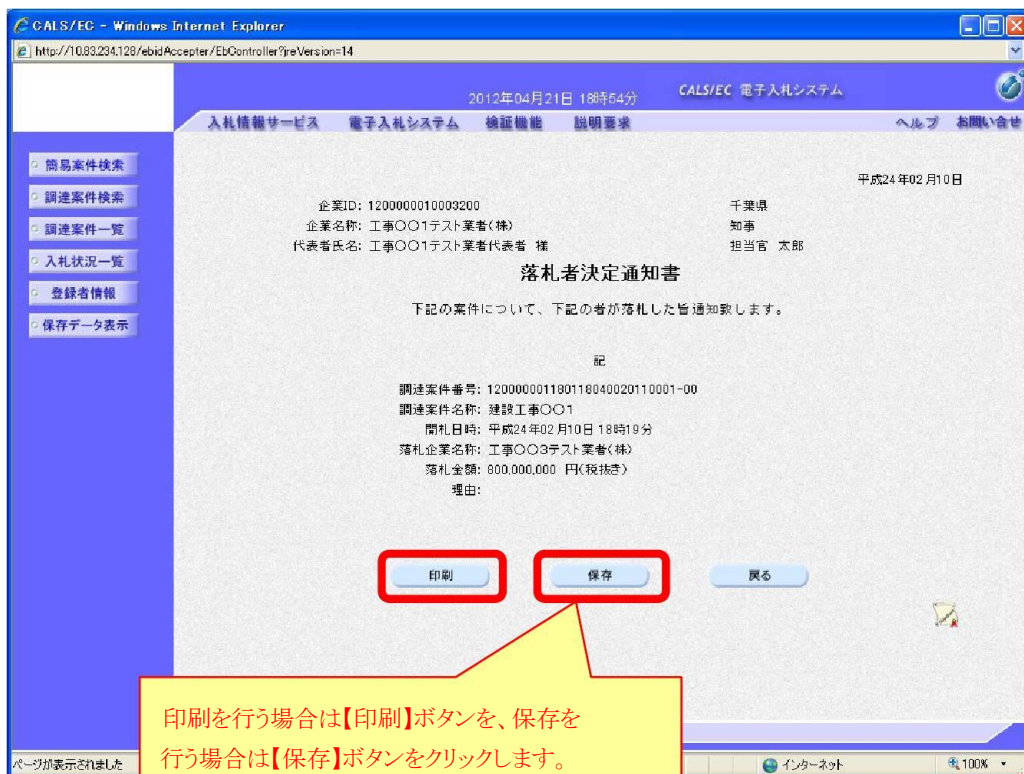 CALS/EC - Windows Internet Explorer
http://10.83.234.128/ebidAccepter/EbController?jreVersion=14
2012年04月21日 18時54分
CALS/EC 電子入札システム
入札情報サービス 電子入札システム 検証機能 説明要求 ヘルプ お問い合せ
簡易案件検索
調達案件検索
調達案件一覧
入札状況一覧
登録者情報
保存データ表示
平成24年02月10日
企業ID: 1200000010003200 千葉県
企業名称: 工事〇〇1テスト業者(株) 知事
代表者氏名: 工事〇〇1テスト業者代表者 様 担当官 太郎
落札者決定通知書
下記の案件について、下記の者が落札した旨通知致します。
記
調達案件番号: 120000001180118040020110001-00
調達案件名称: 建設工事〇〇1
開札日時: 平成24年02月10日 18時19分
落札企業名称: 工事〇〇3テスト業者(株)
落札金額: 800,000,000 円(税抜き)
理由:
印刷 保存 戻る
印刷を行う場合は【印刷】ボタンを、保存を
行う場合は【保存】ボタンをクリックします。
ページが表示されました インターネット 100%